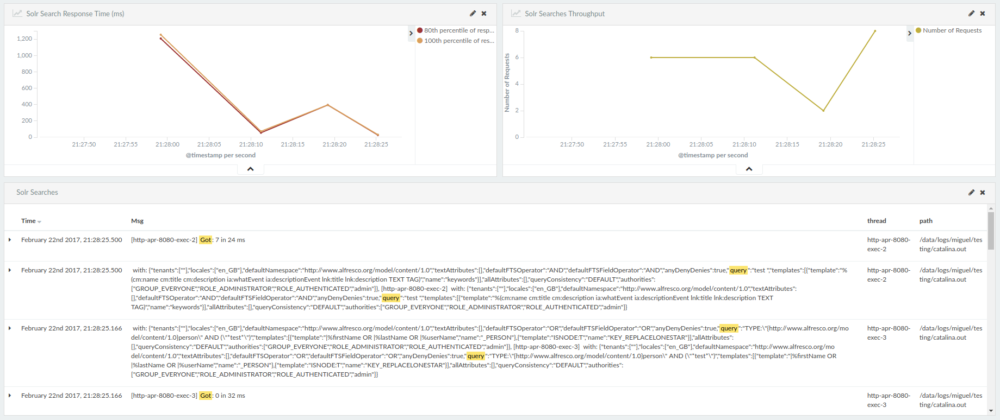 Solr Search Response Time (ms)
1,200
1,000
800
600
400
200
0
21:27:50 21:27:55 21:28:00 21:28:05 21:28:10 21:28:15 21:28:20 21:28:25
@timestamp per second
80th percentile of resp...
100th percentile of res...
Solr Searches Throughput
Number of Requests
8
6
4
2
0
21:27:50 21:27:55 21:28:00 21:28:05 21:28:10 21:28:15 21:28:20 21:28:25
@timestamp per second
Number of Requests
Solr Searches
Time Msg thread path
February 22nd 2017, 21:28:25.500 [http-apr-8080-exec-2] Got: 7 in 24 ms http-apr-8080- /data/logs/miguel/tes
exec-2 ting/catalina.out
February 22nd 2017, 21:28:25.500 with: {"tenants":[""],"locales":["en_GB"],"defaultNamespace":"http://www.alfresco.org/model/content/1.0","textAttributes":[],"defaultFTSOperator":"AND","defaultFTSFieldOperator":"AND","anyDenyDenies":true,"query":"test ","templates":[{"template":"% http-apr-8080- /data/logs/miguel/tes
(cm:name cm:title cm:description ia:whatEvent ia:descriptionEvent lnk:title lnk:description TEXT TAG)","name":"keywords"}],"allAttributes":[],"queryConsistency":"DEFAULT","authorities": exec-2 ting/catalina.out
["GROUP_EVERYONE","ROLE_ADMINISTRATOR","ROLE_AUTHENTICATED","admin"]}, [http-apr-8080-exec-2] with: {"tenants":[""],"locales":["en_GB"],"defaultNamespace":"http://www.alfresco.org/model/content/1.0","textAttributes":
[],"defaultFTSOperator":"AND","defaultFTSFieldOperator":"AND","anyDenyDenies":true,"query":"test ","templates":[{"template":"%(cm:name cm:title cm:description ia:whatEvent ia:descriptionEvent lnk:title lnk:description TEXT
TAG)","name":"keywords"}],"allAttributes":[],"queryConsistency":"DEFAULT","authorities":["GROUP_EVERYONE","ROLE_ADMINISTRATOR","ROLE_AUTHENTICATED","admin"]}
February 22nd 2017, 21:28:25.166 with: {"tenants":[""],"locales":["en_GB"],"defaultNamespace":"http://www.alfresco.org/model/content/1.0","textAttributes":[],"defaultFTSOperator":"OR","defaultFTSFieldOperator":"OR","anyDenyDenies":true,"query":"TYPE:\"{http://www.alfresco.org/mo http-apr-8080- /data/logs/miguel/tes
del/content/1.0}person\" AND (\"*test*\")","templates":[{"template":"|%firstName OR |%lastName OR |%userName","name":"_PERSON"},{"template":"ISNODE:T","name":"KEY_REPLACELONESTAR"}],"allAttributes": exec-3 ting/catalina.out
[],"queryConsistency":"DEFAULT","authorities":["GROUP_EVERYONE","ROLE_ADMINISTRATOR","ROLE_AUTHENTICATED","admin"]}, [http-apr-8080-exec-3] with: {"tenants":[""],"locales":["en_GB"],"defaultNamespace":"http://www.alfresco.org/mo
del/content/1.0","textAttributes":[],"defaultFTSOperator":"OR","defaultFTSFieldOperator":"OR","anyDenyDenies":true,"query":"TYPE:\"{http://www.alfresco.org/model/content/1.0}person\" AND (\"*test*\")","templates":[{"template":"|%firstName OR
|%lastName OR |%userName","name":"_PERSON"},{"template":"ISNODE:T","name":"KEY_REPLACELONESTAR"}],"allAttributes":[],"queryConsistency":"DEFAULT","authorities":
["GROUP_EVERYONE","ROLE_ADMINISTRATOR","ROLE_AUTHENTICATED","admin"]}
February 22nd 2017, 21:28:25.166 [http-apr-8080-exec-3] Got: 0 in 32 ms http-apr-8080- /data/logs/miguel/tes
exec-3 ting/catalina.out